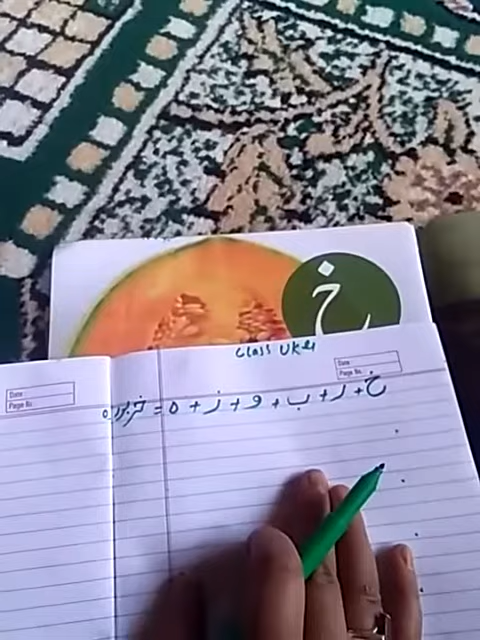 خ
Class UKG
Date :
Page No.
Date :
Page No.
خ + ر + ب + و + ز + ہ = خربوزہ